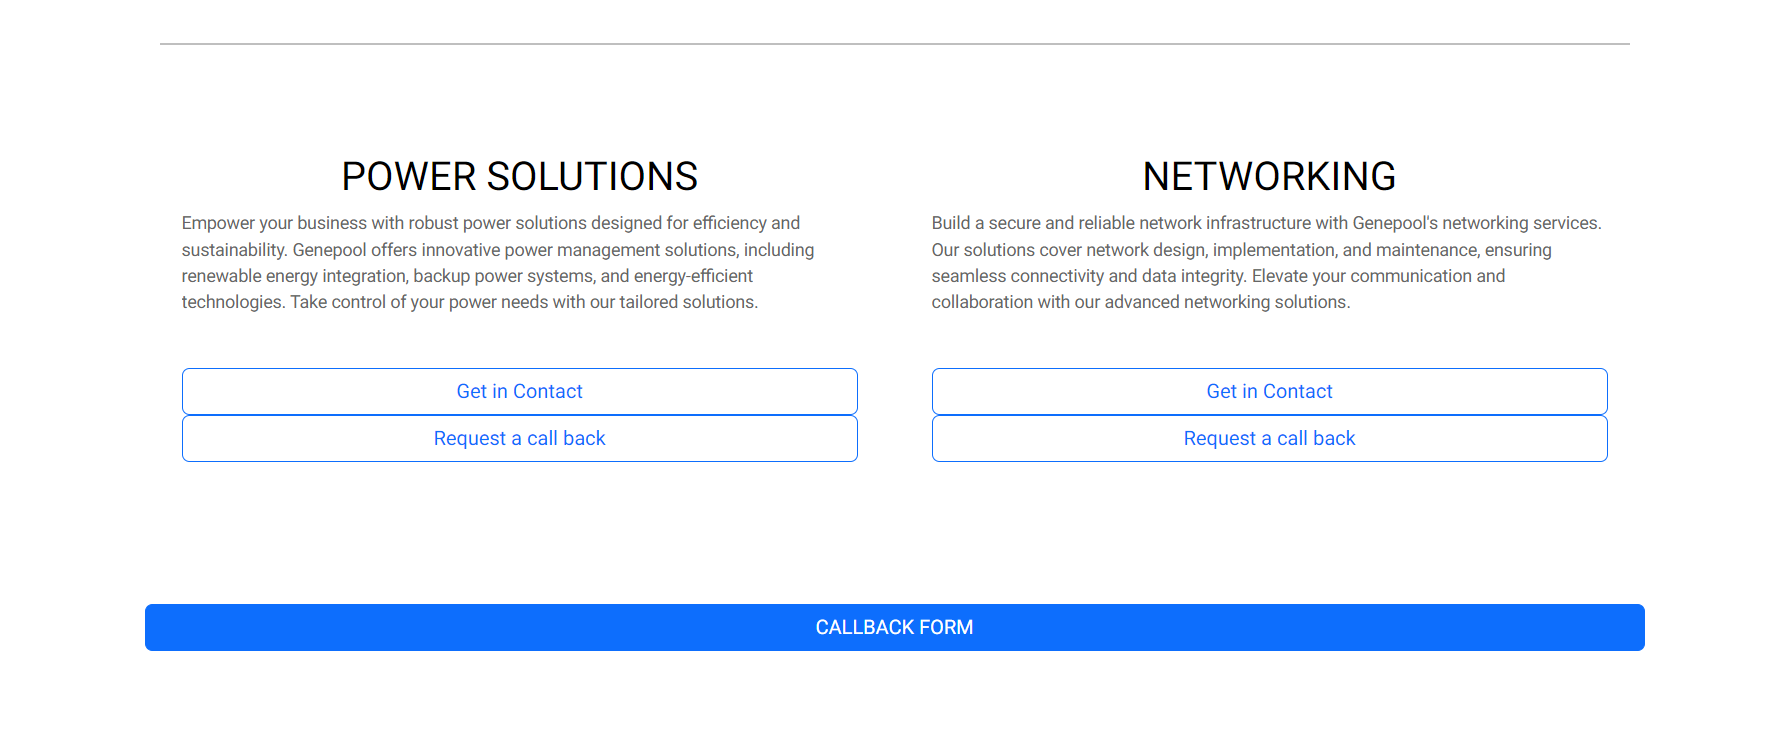 POWER SOLUTIONS
Empower your business with robust power solutions designed for efficiency and
sustainability. Genepool offers innovative power management solutions, including
renewable energy integration, backup power systems, and energy-efficient
technologies. Take control of your power needs with our tailored solutions.
Get in Contact
Request a call back
NETWORKING
Build a secure and reliable network infrastructure with Genepool's networking services.
Our solutions cover network design, implementation, and maintenance, ensuring
seamless connectivity and data integrity. Elevate your communication and
collaboration with our advanced networking solutions.
Get in Contact
Request a call back
CALLBACK FORM